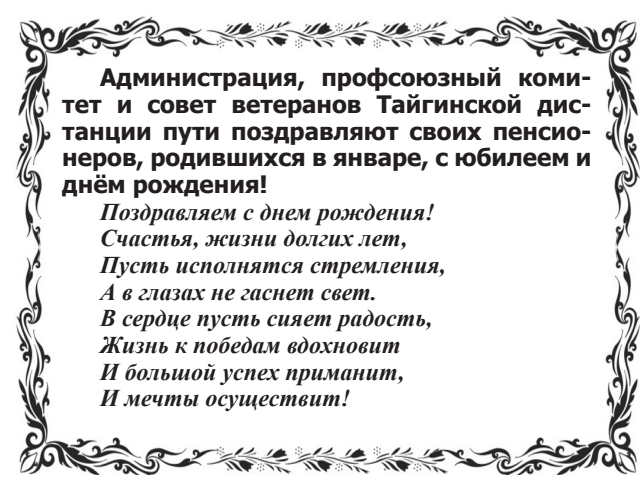 Администрация, профсоюзный коми-
тет и совет ветеранов Тайгинской дис-
танции пути поздравляют своих пенсио-
неров, родившихся в январе, с юбилеем и
днём рождения!
Поздравляем с днем рождения!
Счастья, жизни долгих лет,
Пусть исполнятся стремления,
А в глазах не гаснет свет.
В сердце пусть сияет радость,
Жизнь к победам вдохновит
И большой успех приманит,
И мечты осуществит!